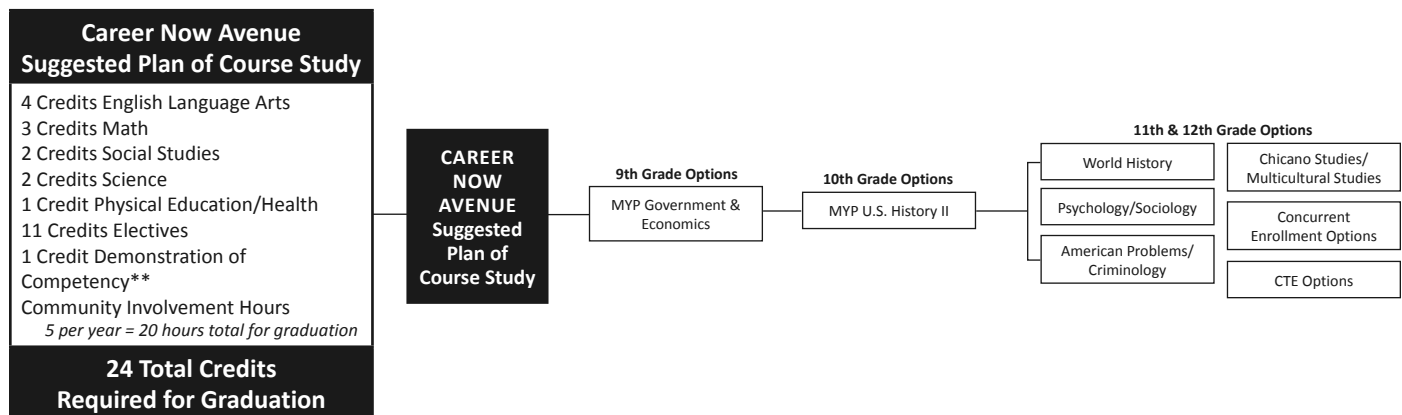 Career Now Avenue
Suggested Plan of Course Study
4 Credits English Language Arts
3 Credits Math
2 Credits Social Studies
2 Credits Science
1 Credit Physical Education/Health
11 Credits Electives
1 Credit Demonstration of
Competency**
Community Involvement Hours
5 per year = 20 hours total for graduation
24 Total Credits
Required for Graduation
CAREER
NOW
AVENUE
Suggested
Plan of
Course Study
9th Grade Options
MYP Government &
Economics
10th Grade Options
MYP U.S. History II
11th & 12th Grade Options
World History
Psychology/Sociology
American Problems/
Criminology
Chicano Studies/
Multicultural Studies
Concurrent
Enrollment Options
CTE Options